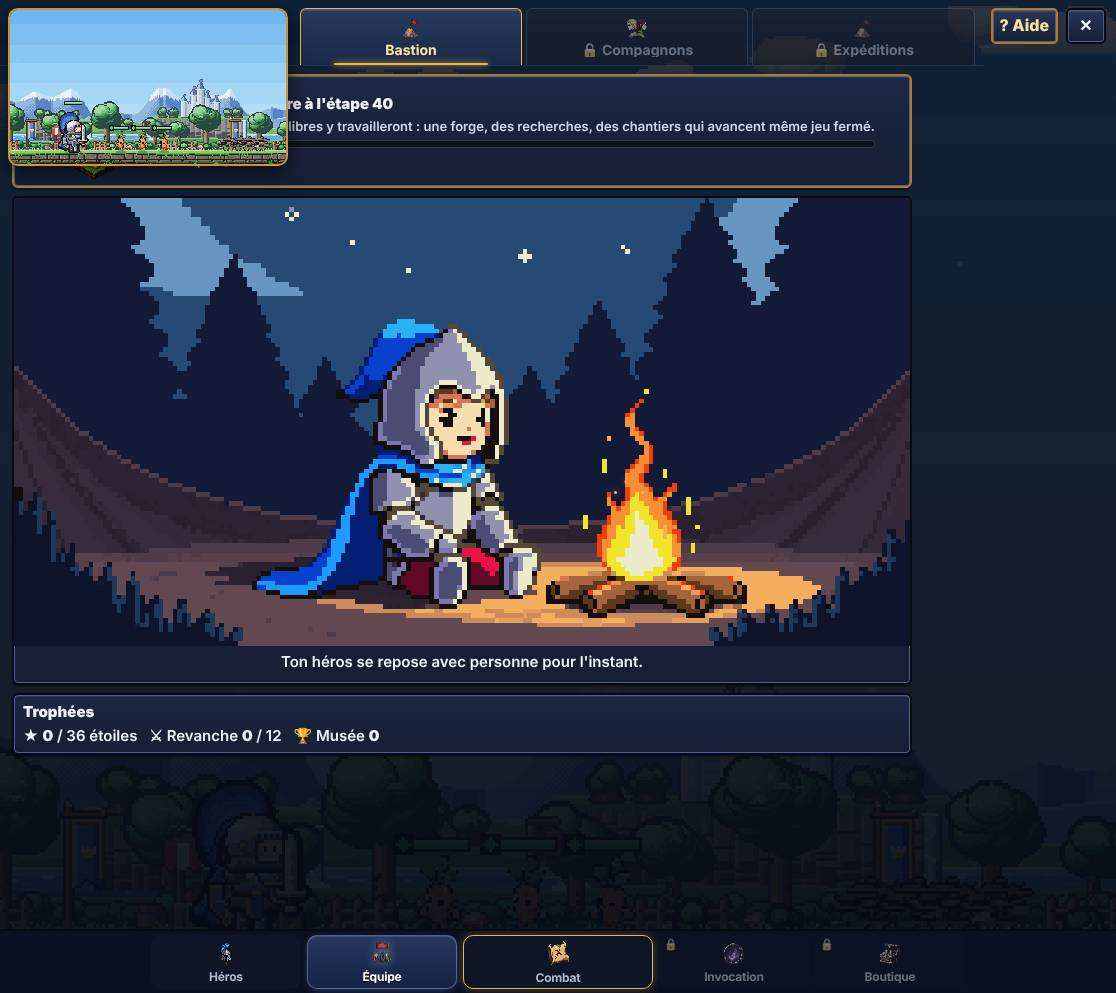 Bastion
Compagnons
Expéditions
? Aide
×
re à l'étape 40
libres y travailleront : une forge, des recherches, des chantiers qui avancent même jeu fermé.
Ton héros se repose avec personne pour l'instant.
Trophées
★ 0 / 36 étoiles ⚔ Revanche 0 / 12 🏆 Musée 0
Héros
Équipe
Combat
Invocation
Boutique